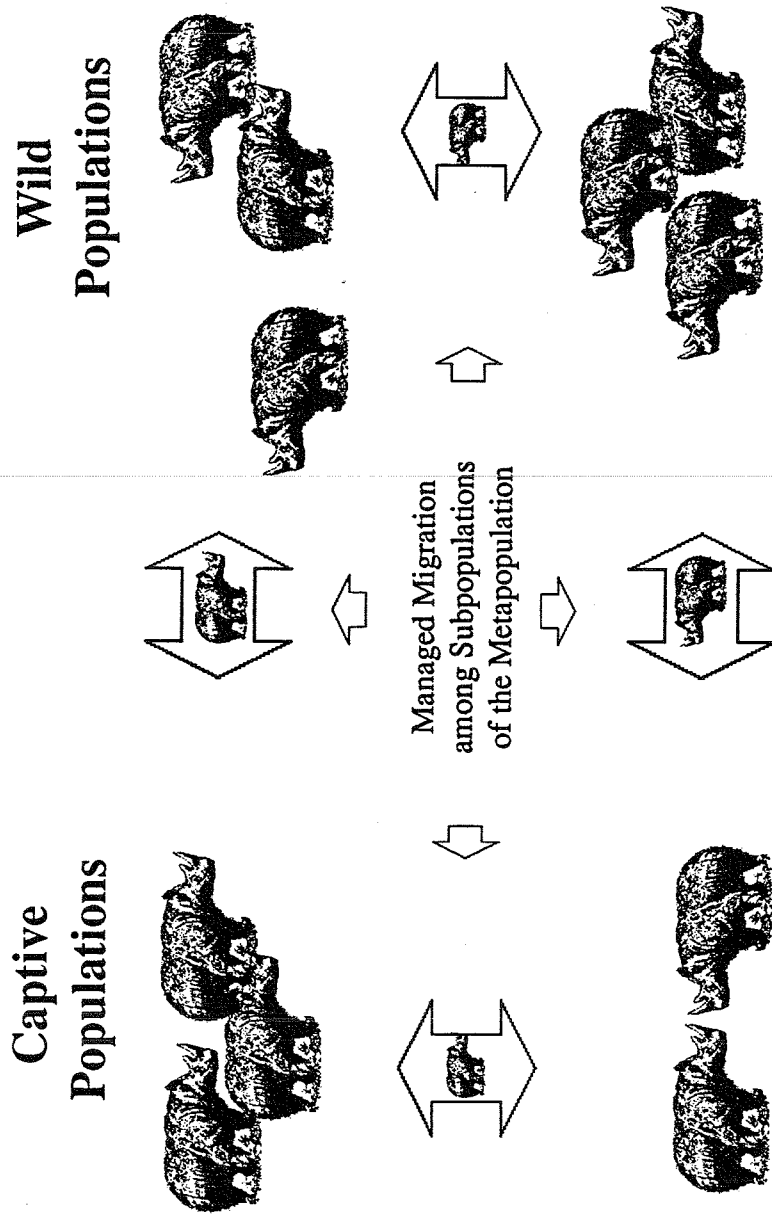 Captive
Populations
Wild
Populations
Managed Migration
among Subpopulations
of the Metapopulation